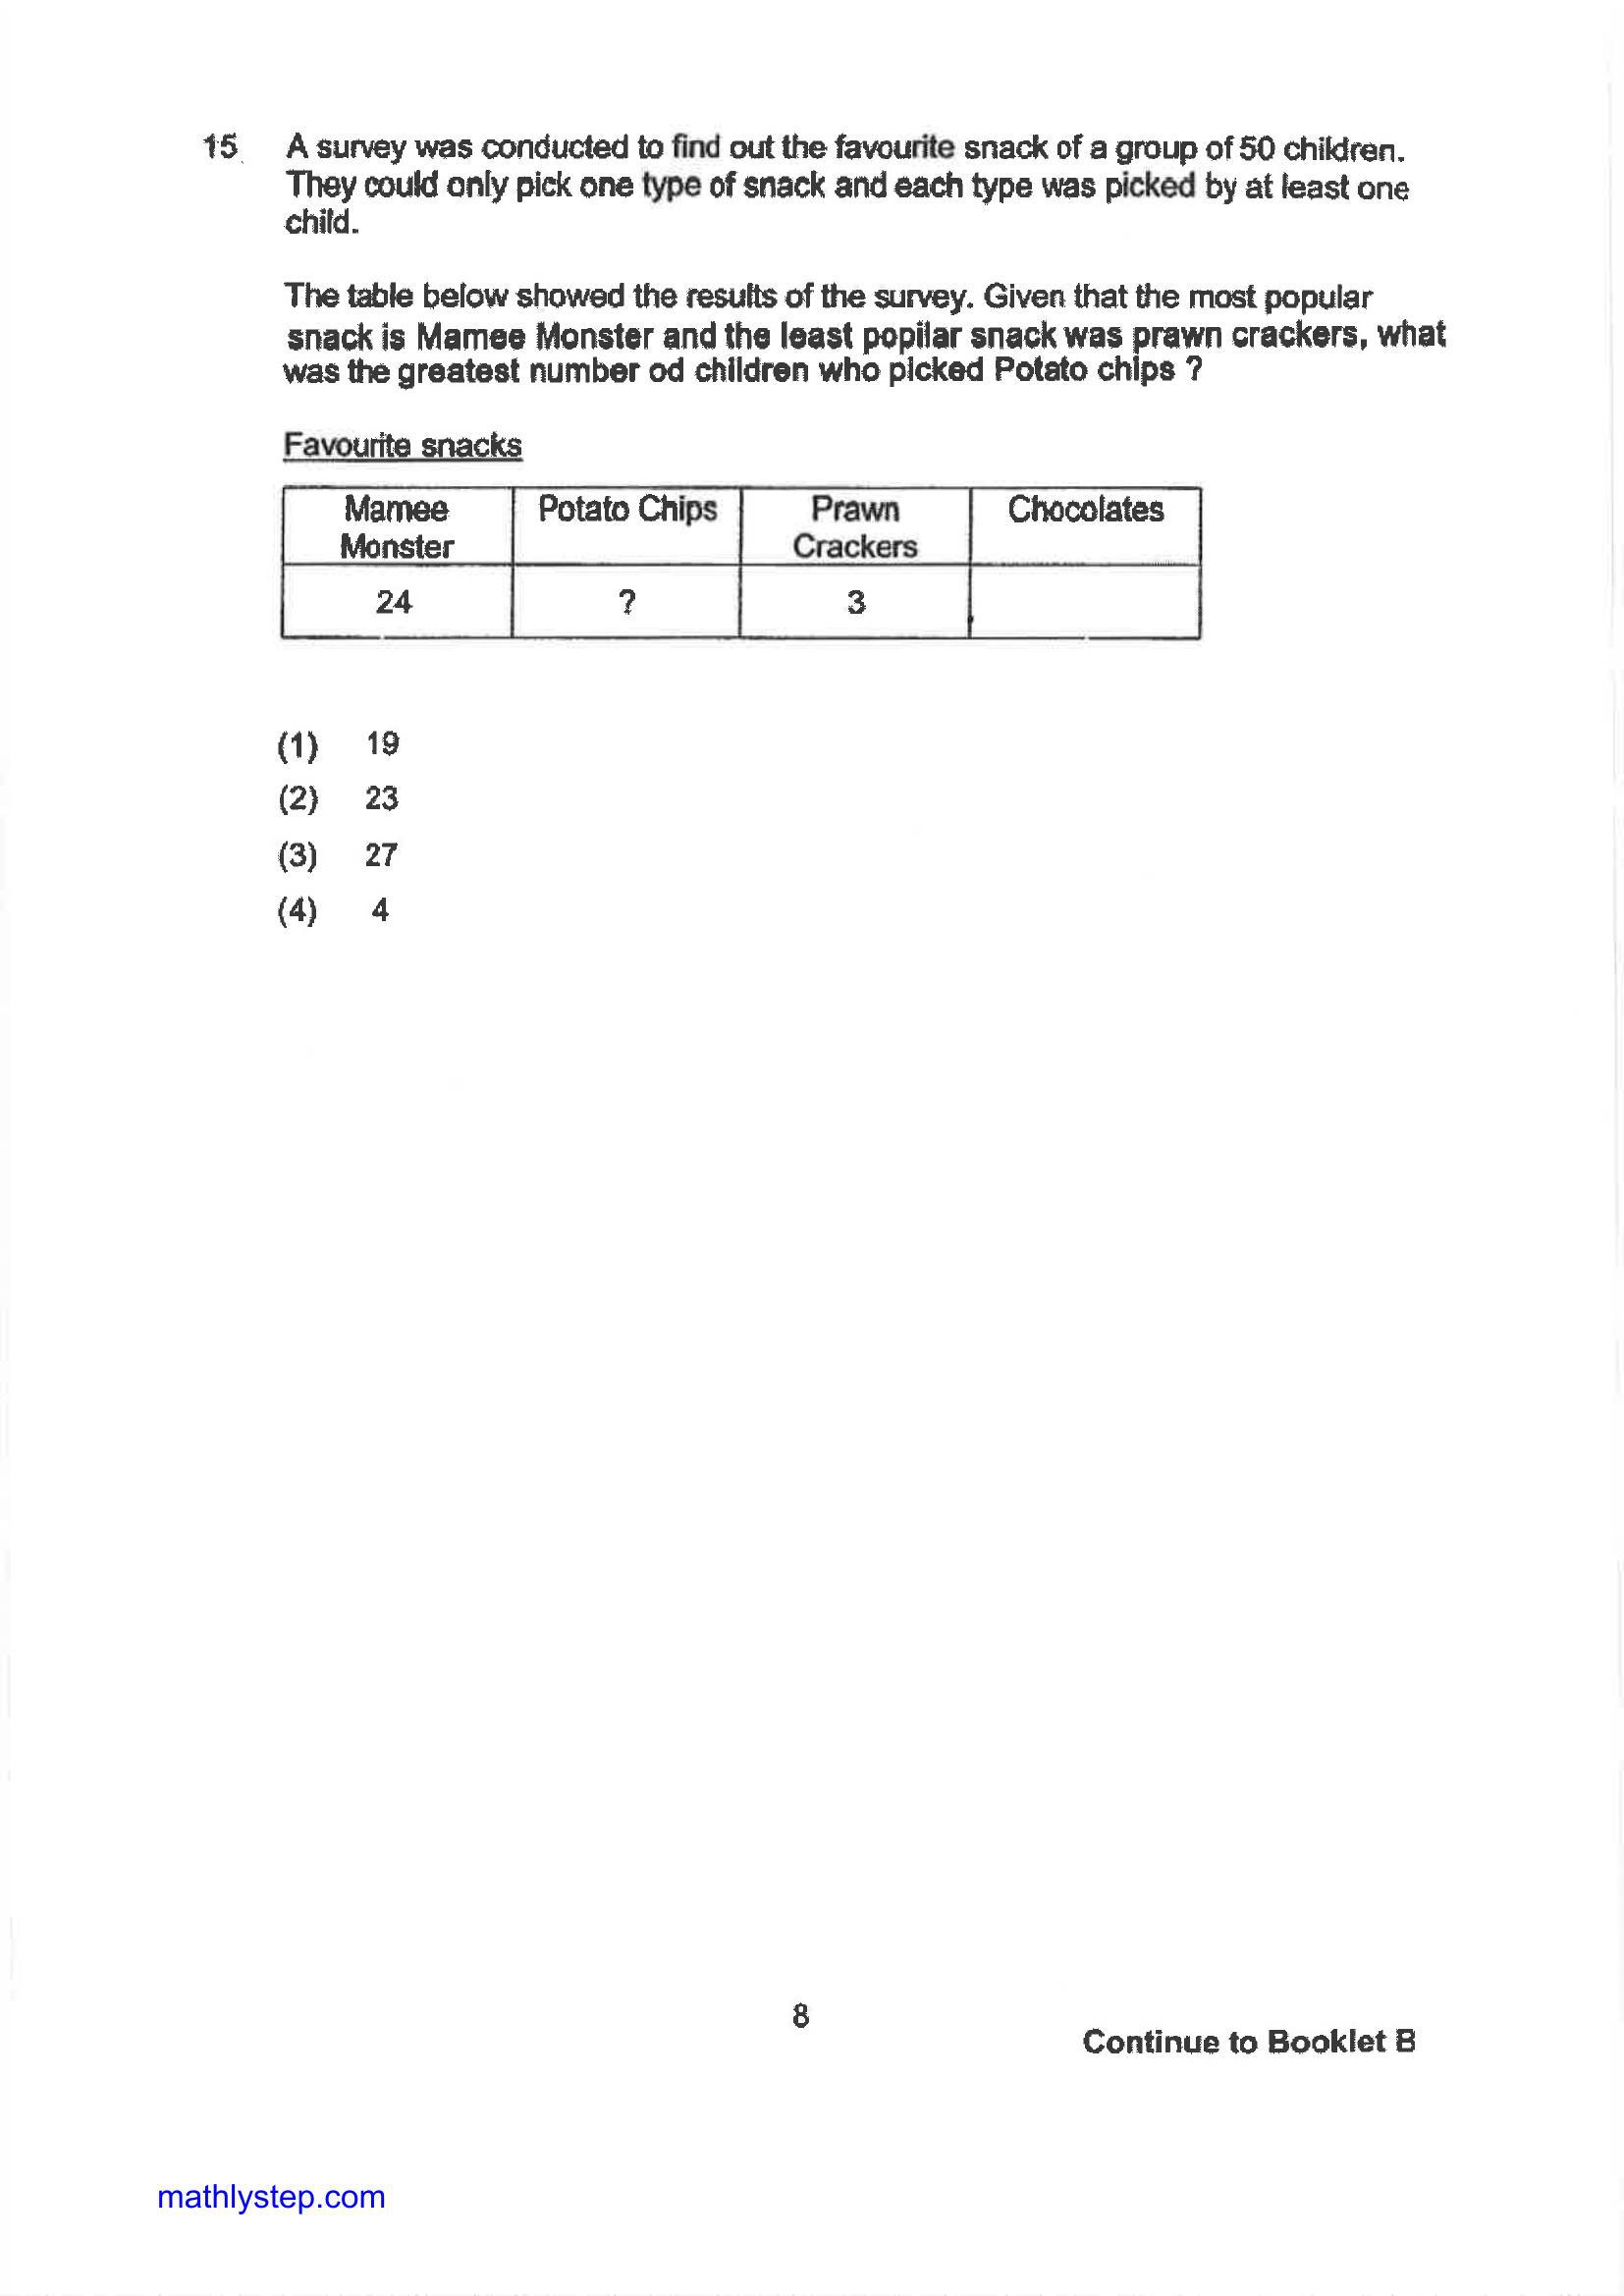 15 A survey was conducted to find out the favourite snack of a group of 50 children.
They could only pick one type of snack and each type was picked by at least one
child.
The table below showed the results of the survey. Given that the most popular
snack is Mamee Monster and the least popilar snack was prawn crackers, what
was the greatest number od children who picked Potato chips ?
Favourite snacks
Mamee Monster Potato Chips Prawn Crackers Chocolates
24 ? 3
(1) 19
(2) 23
(3) 27
(4) 4
8
Continue to Booklet B
mathlystep.com